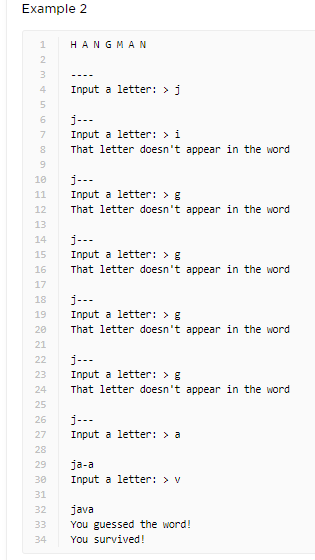 Example 2
1 H A N G M A N
2
3 ----
4 Input a letter: > j
5
6 j---
7 Input a letter: > i
8 That letter doesn't appear in the word
9
10 j---
11 Input a letter: > g
12 That letter doesn't appear in the word
13
14 j---
15 Input a letter: > g
16 That letter doesn't appear in the word
17
18 j---
19 Input a letter: > g
20 That letter doesn't appear in the word
21
22 j---
23 Input a letter: > g
24 That letter doesn't appear in the word
25
26 j---
27 Input a letter: > a
28
29 ja-a
30 Input a letter: > v
31
32 java
33 You guessed the word!
34 You survived!